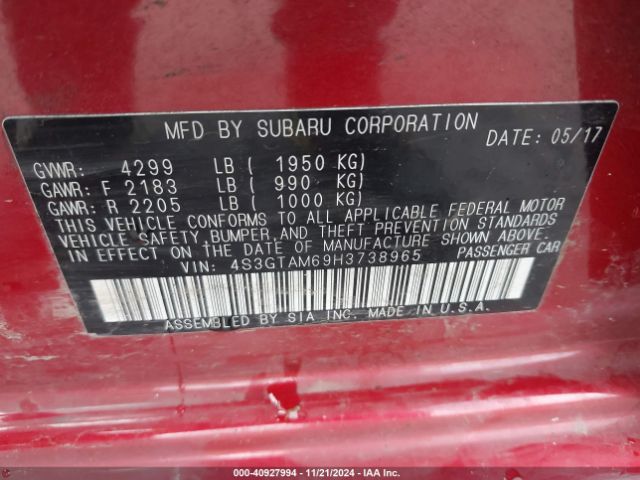 MFD BY SUBARU CORPORATION DATE: 05/17
GVWR: 4299 LB ( 1950 KG)
GAWR: F 2183 LB ( 990 KG)
GAWR: R 2205 LB ( 1000 KG)
THIS VEHICLE CONFORMS TO ALL APPLICABLE FEDERAL MOTOR
VEHICLE SAFETY,BUMPER,AND THEFT PREVENTION STANDARDS
IN EFFECT ON THE DATE OF MANUFACTURE SHOWN ABOVE.
VIN: 4S3GTAM69H3738965 PASSENGER CAR
ASSEMBLED BY SIA INC. MADE IN U.S.A.
000-40927994 - 11/21/2024 - IAA Inc.